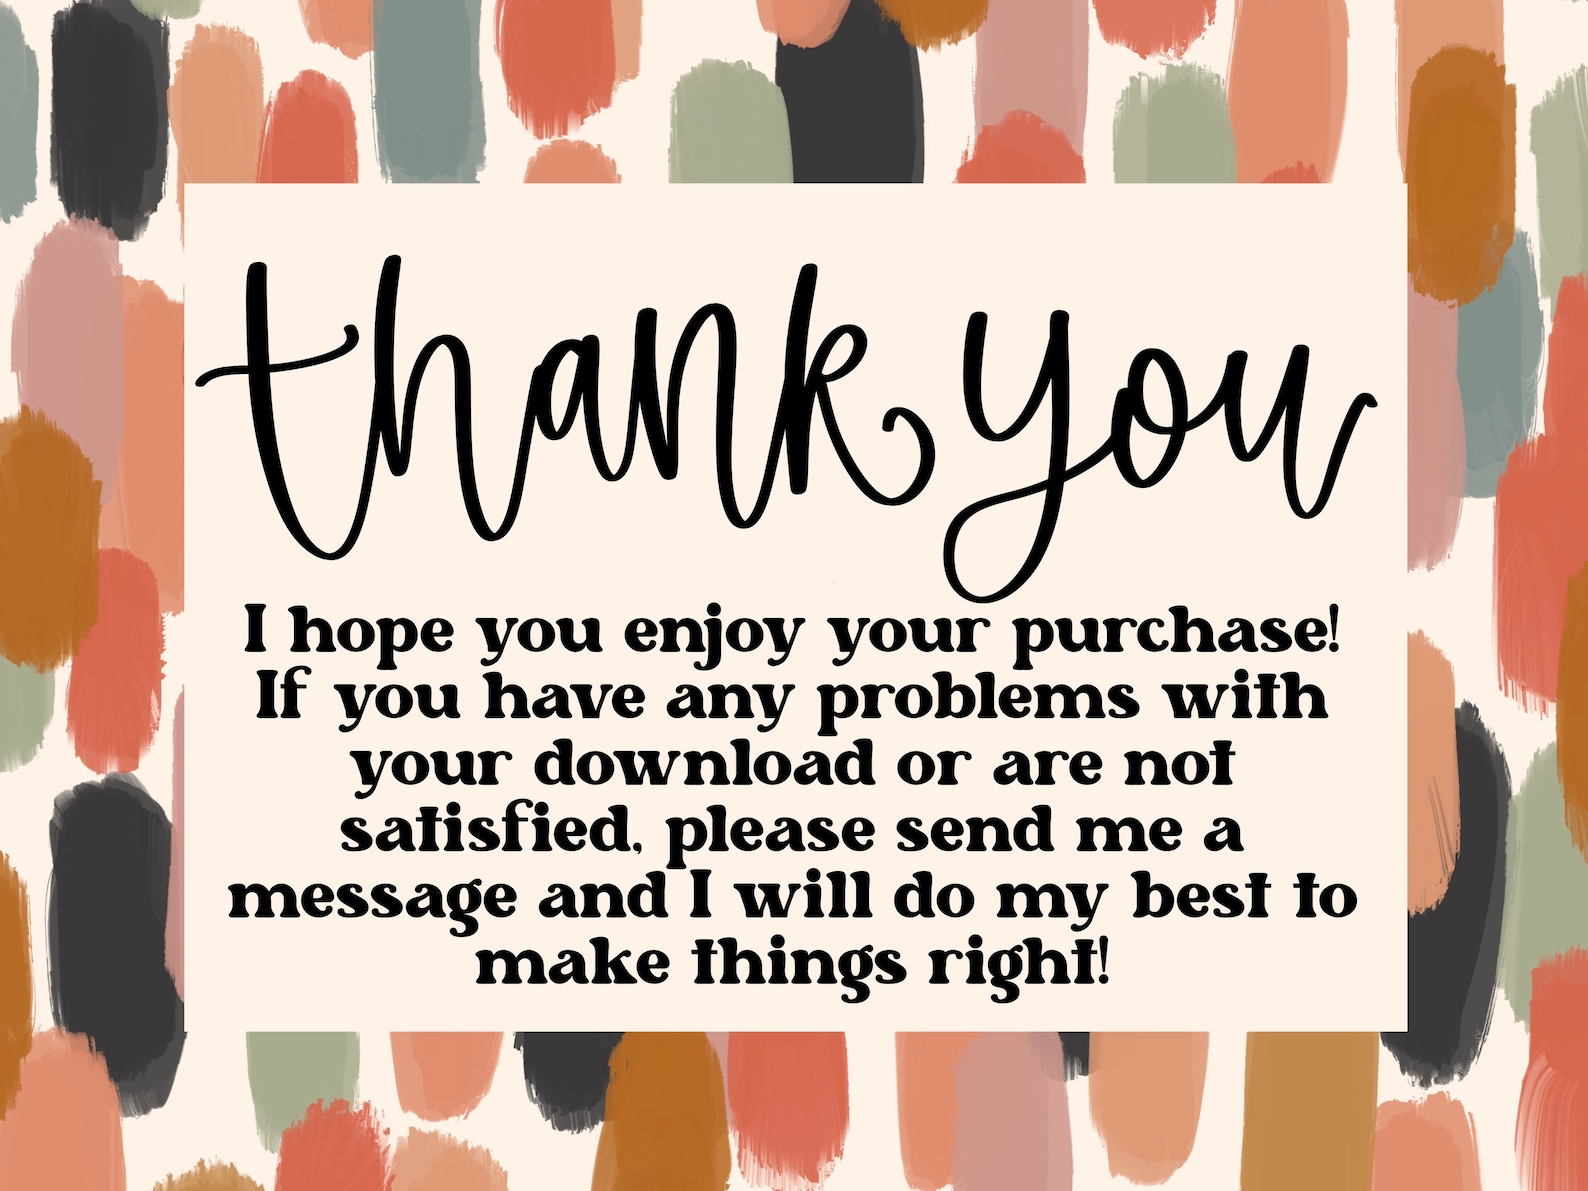 thank you
I hope you enjoy your purchase!
If you have any problems with
your download or are not
satisfied, please send me a
message and I will do my best to
make things right!